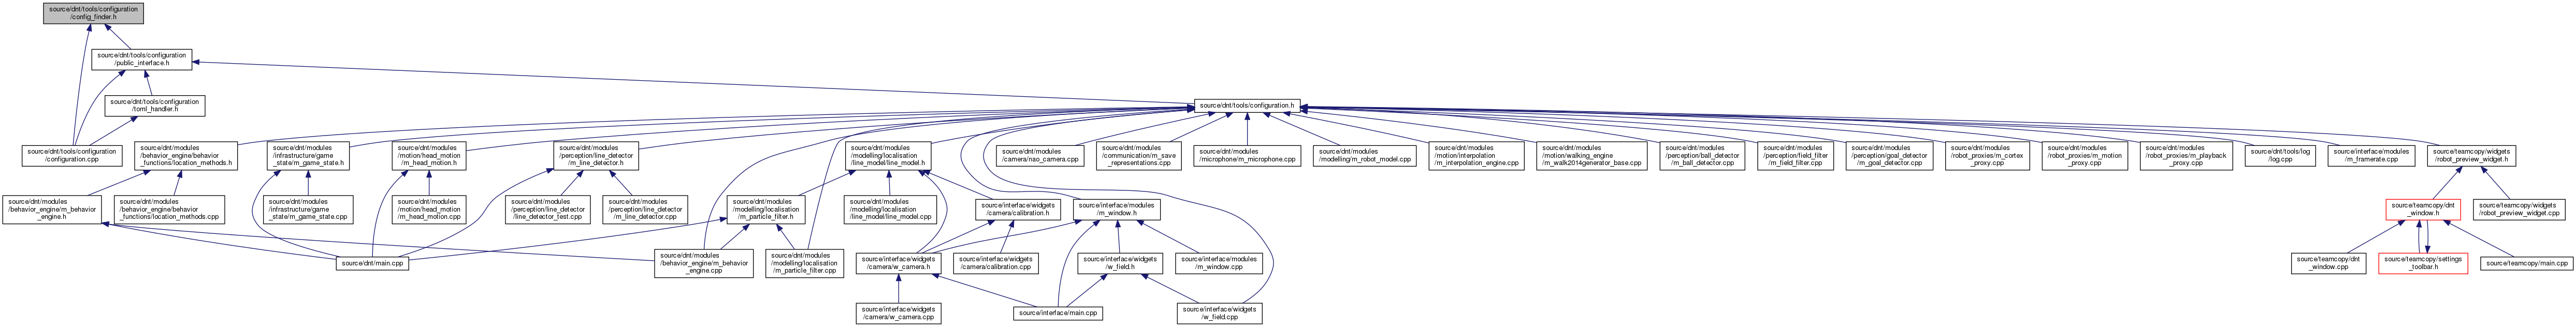 source/dnt/tools/configuration
/config_finder.h
source/dnt/tools/configuration
/public_interface.h
source/dnt/tools/configuration
/toml_handler.h
source/dnt/tools/configuration.h
source/dnt/tools/configuration
/configuration.cpp
source/dnt/modules
/behavior_engine/behavior
_functions/location_methods.h
source/dnt/modules
/infrastructure/game
_state/m_game_state.h
source/dnt/modules
/motion/head_motion
/m_head_motion.h
source/dnt/modules
/perception/line_detector
/m_line_detector.h
source/dnt/modules
/modelling/localisation
/line_model/line_model.h
source/dnt/modules
/camera/nao_camera.cpp
source/dnt/modules
/communication/m_save
_representations.cpp
source/dnt/modules
/microphone/m_microphone.cpp
source/dnt/modules
/modelling/m_robot_model.cpp
source/dnt/modules
/motion/interpolation
/m_interpolation_engine.cpp
source/dnt/modules
/motion/walking_engine
/m_walk2014generator_base.cpp
source/dnt/modules
/perception/ball_detector
/m_ball_detector.cpp
source/dnt/modules
/perception/field_filter
/m_field_filter.cpp
source/dnt/modules
/perception/goal_detector
/m_goal_detector.cpp
source/dnt/modules
/robot_proxies/m_cortex
_proxy.cpp
source/dnt/modules
/robot_proxies/m_motion
_proxy.cpp
source/dnt/modules
/robot_proxies/m_playback
_proxy.cpp
source/dnt/tools/log
/log.cpp
source/interface/modules
/m_framerate.cpp
source/teamcopy/widgets
/robot_preview_widget.h
source/dnt/modules
/behavior_engine/m_behavior
_engine.h
source/dnt/modules
/behavior_engine/behavior
_functions/location_methods.cpp
source/dnt/modules
/infrastructure/game
_state/m_game_state.cpp
source/dnt/modules
/motion/head_motion
/m_head_motion.cpp
source/dnt/modules
/perception/line_detector
/line_detector_test.cpp
source/dnt/modules
/perception/line_detector
/m_line_detector.cpp
source/dnt/modules
/modelling/localisation
/m_particle_filter.h
source/dnt/modules
/modelling/localisation
/line_model/line_model.cpp
source/interface/widgets
/camera/calibration.h
source/interface/modules
/m_window.h
source/teamcopy/dnt
_window.h
source/teamcopy/widgets
/robot_preview_widget.cpp
source/dnt/main.cpp
source/dnt/modules
/behavior_engine/m_behavior
_engine.cpp
source/dnt/modules
/modelling/localisation
/m_particle_filter.cpp
source/interface/widgets
/camera/w_camera.h
source/interface/widgets
/camera/calibration.cpp
source/interface/widgets
/w_field.h
source/interface/modules
/m_window.cpp
source/teamcopy/dnt
_window.cpp
source/teamcopy/settings
_toolbar.h
source/teamcopy/main.cpp
source/interface/widgets
/camera/w_camera.cpp
source/interface/main.cpp
source/interface/widgets
/w_field.cpp